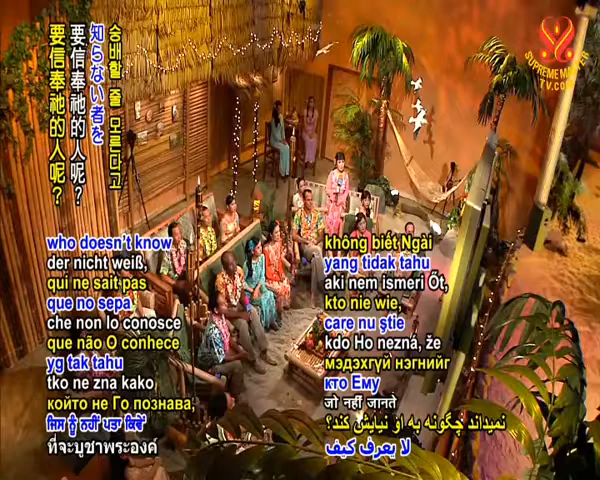 숭배할 줄 모른다고
知らない者を
要信奉祂的人呢？
要信奉祂的人呢？
SUPREME MASTER
TV.COM
who doesn't know
der nicht weiß,
qui ne sait pas
que no sepa
che non lo conosce
que não O conhece
yg tak tahu
tko ne zna kako
който не Го познава,
ਜਿਸ ਨੂੰ ਨਹੀਂ ਪਤਾ ਕਿਵੇਂ
ที่จะบูชาพระองค์
không biết Ngài
yang tidak tahu
aki nem ismeri Őt,
kto nie wie,
care nu ştie
kdo Ho nezná, že
мэдэхгүй нэгнийг
кто Ему
जो नहीं जानते
نمیداند چگونه به او نیایش کند؟
لا يعرف كيف